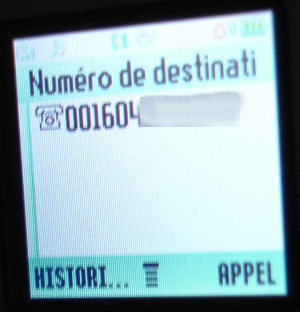 Numéro de destinati
☏001604
HISTORI... APPEL